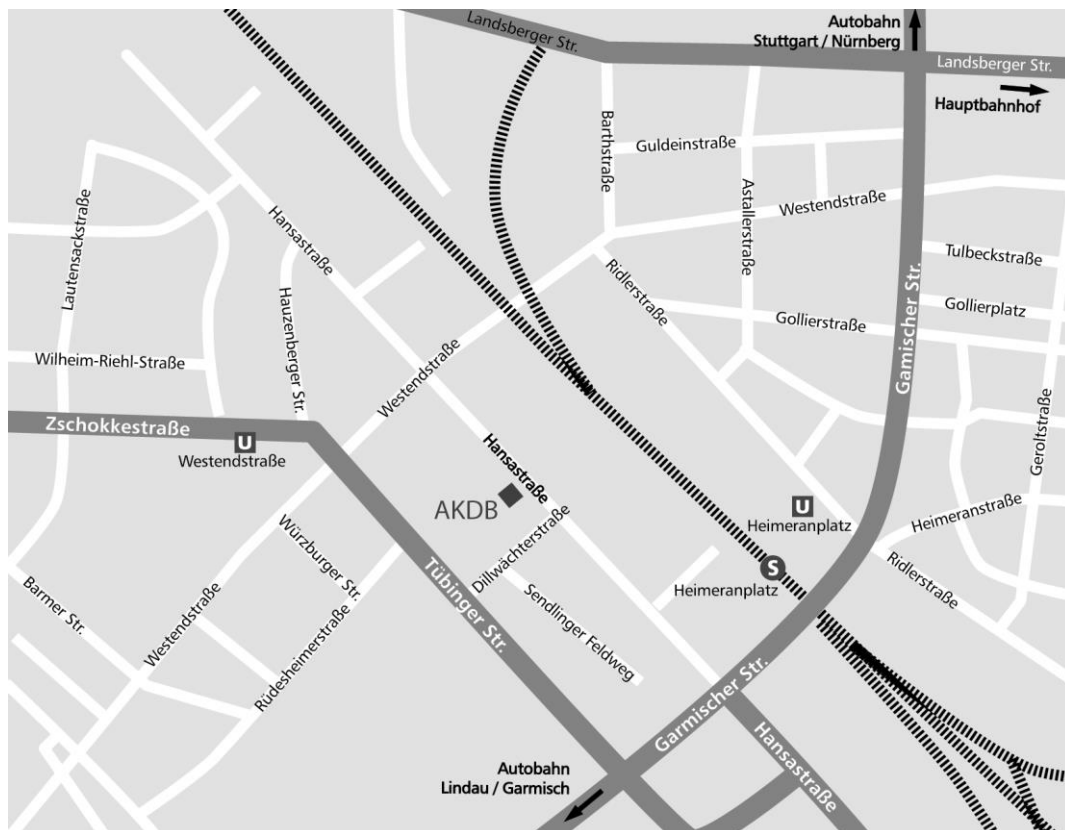 Landsberger Str.
Autobahn
Stuttgart / Nürnberg
Landsberger Str.
Hauptbahnhof
Barthstraße
Guldeinstraße
Astallerstraße
Westendstraße
Lautensackstraße
Hansastraße
Hauzenberger Str.
Ridlerstraße
Tulbeckstraße
Gollierplatz
Gollierstraße
Gamischer Str.
Wilheim-Riehl-Straße
Westendstraße
Geroltstraße
Zschokkestraße
U
Westendstraße
Hansastraße
AKDB
U
Heimeranplatz
Heimeranstraße
Würzburger Str.
Dillwächterstraße
S
Heimeranplatz
Ridlerstraße
Barmer Str.
Westendstraße
Tübinger Str.
Sendlinger Feldweg
Rüdesheimerstraße
Garmischer Str.
Hansastraße
Autobahn
Lindau / Garmisch